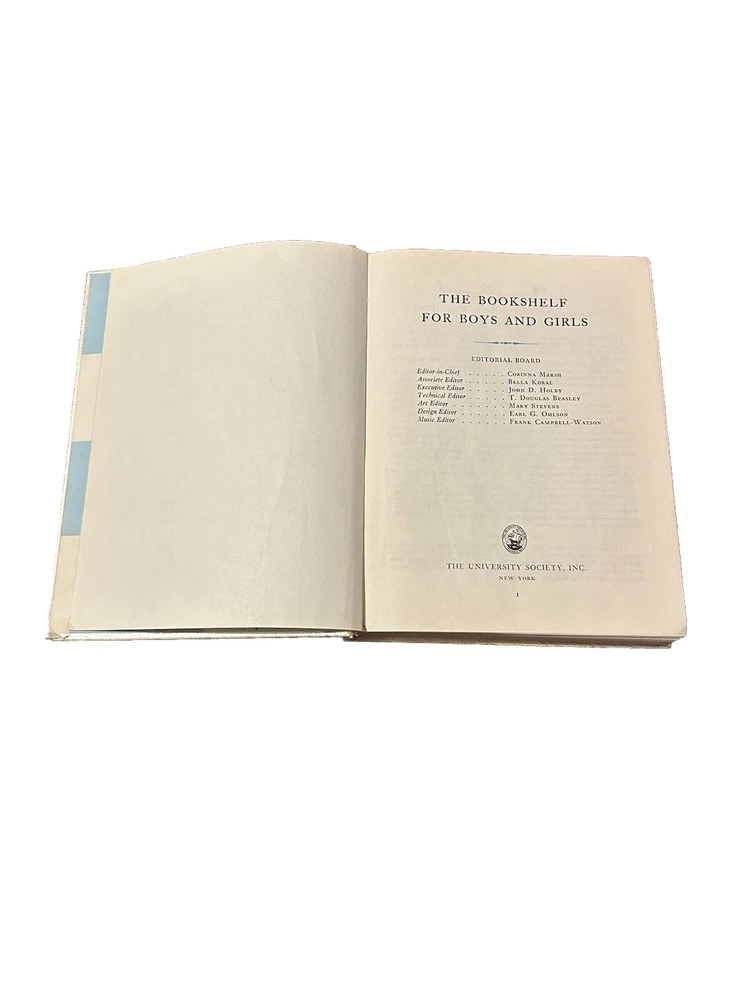 THE BOOKSHELF
FOR BOYS AND GIRLS
EDITORIAL BOARD
Editor-in-Chief . . . . . CORINNA MARSH
Associate Editor . . . . . BELLA KORAL
Executive Editor . . . . . JOHN D. HOLBY
Technical Editor . . . . . T. DOUGLAS BEASLEY
Art Editor . . . . . . . MARY STEVENS
Design Editor . . . . . . EARL G. OHLSON
Music Editor . . . . . . FRANK CAMPBELL-WATSON
THE UNIVERSITY SOCIETY, INC.
NEW YORK
1